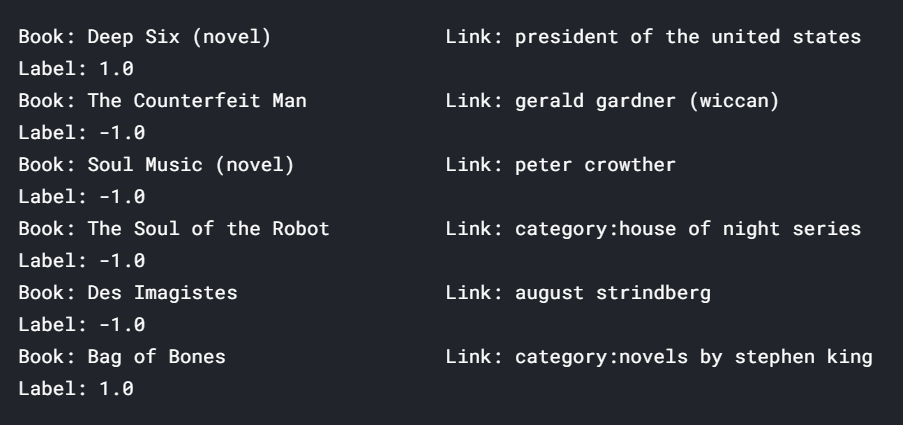 Book: Deep Six (novel) Link: president of the united states
Label: 1.0
Book: The Counterfeit Man Link: gerald gardner (wiccan)
Label: -1.0
Book: Soul Music (novel) Link: peter crowther
Label: -1.0
Book: The Soul of the Robot Link: category:house of night series
Label: -1.0
Book: Des Imagistes Link: august strindberg
Label: -1.0
Book: Bag of Bones Link: category:novels by stephen king
Label: 1.0